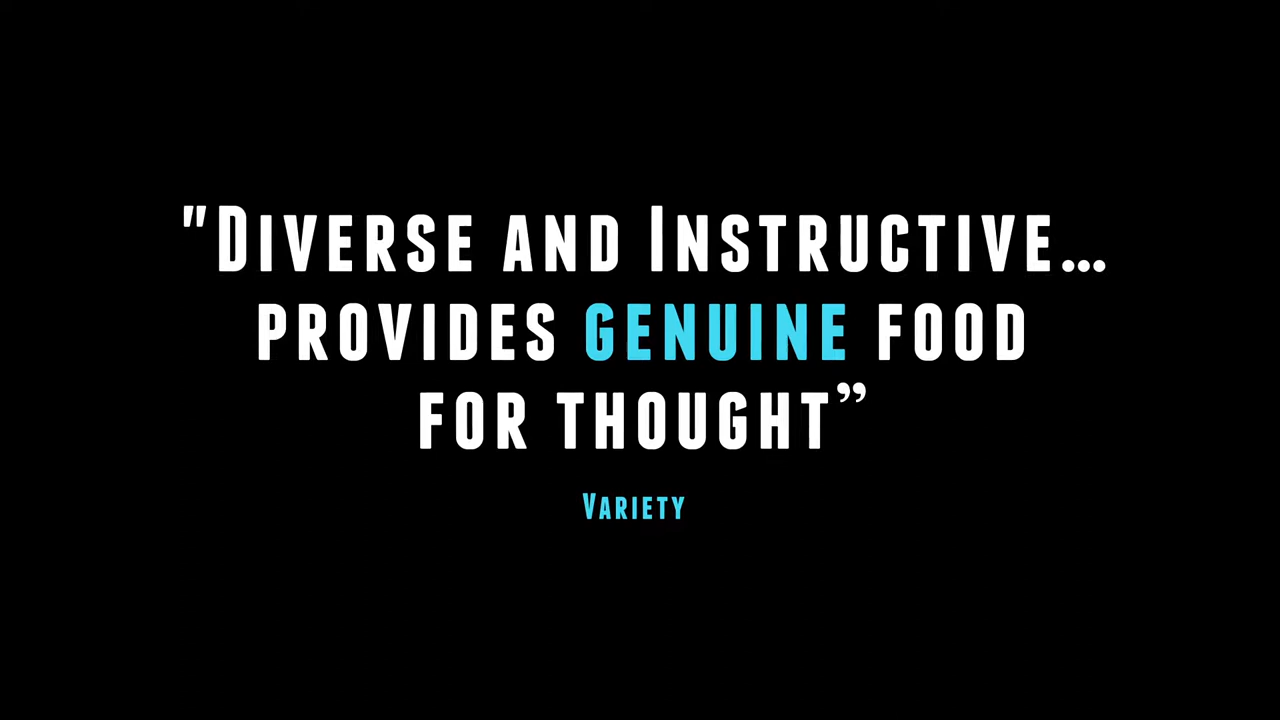 "Diverse and Instructive...
provides genuine food
for thought”
Variety